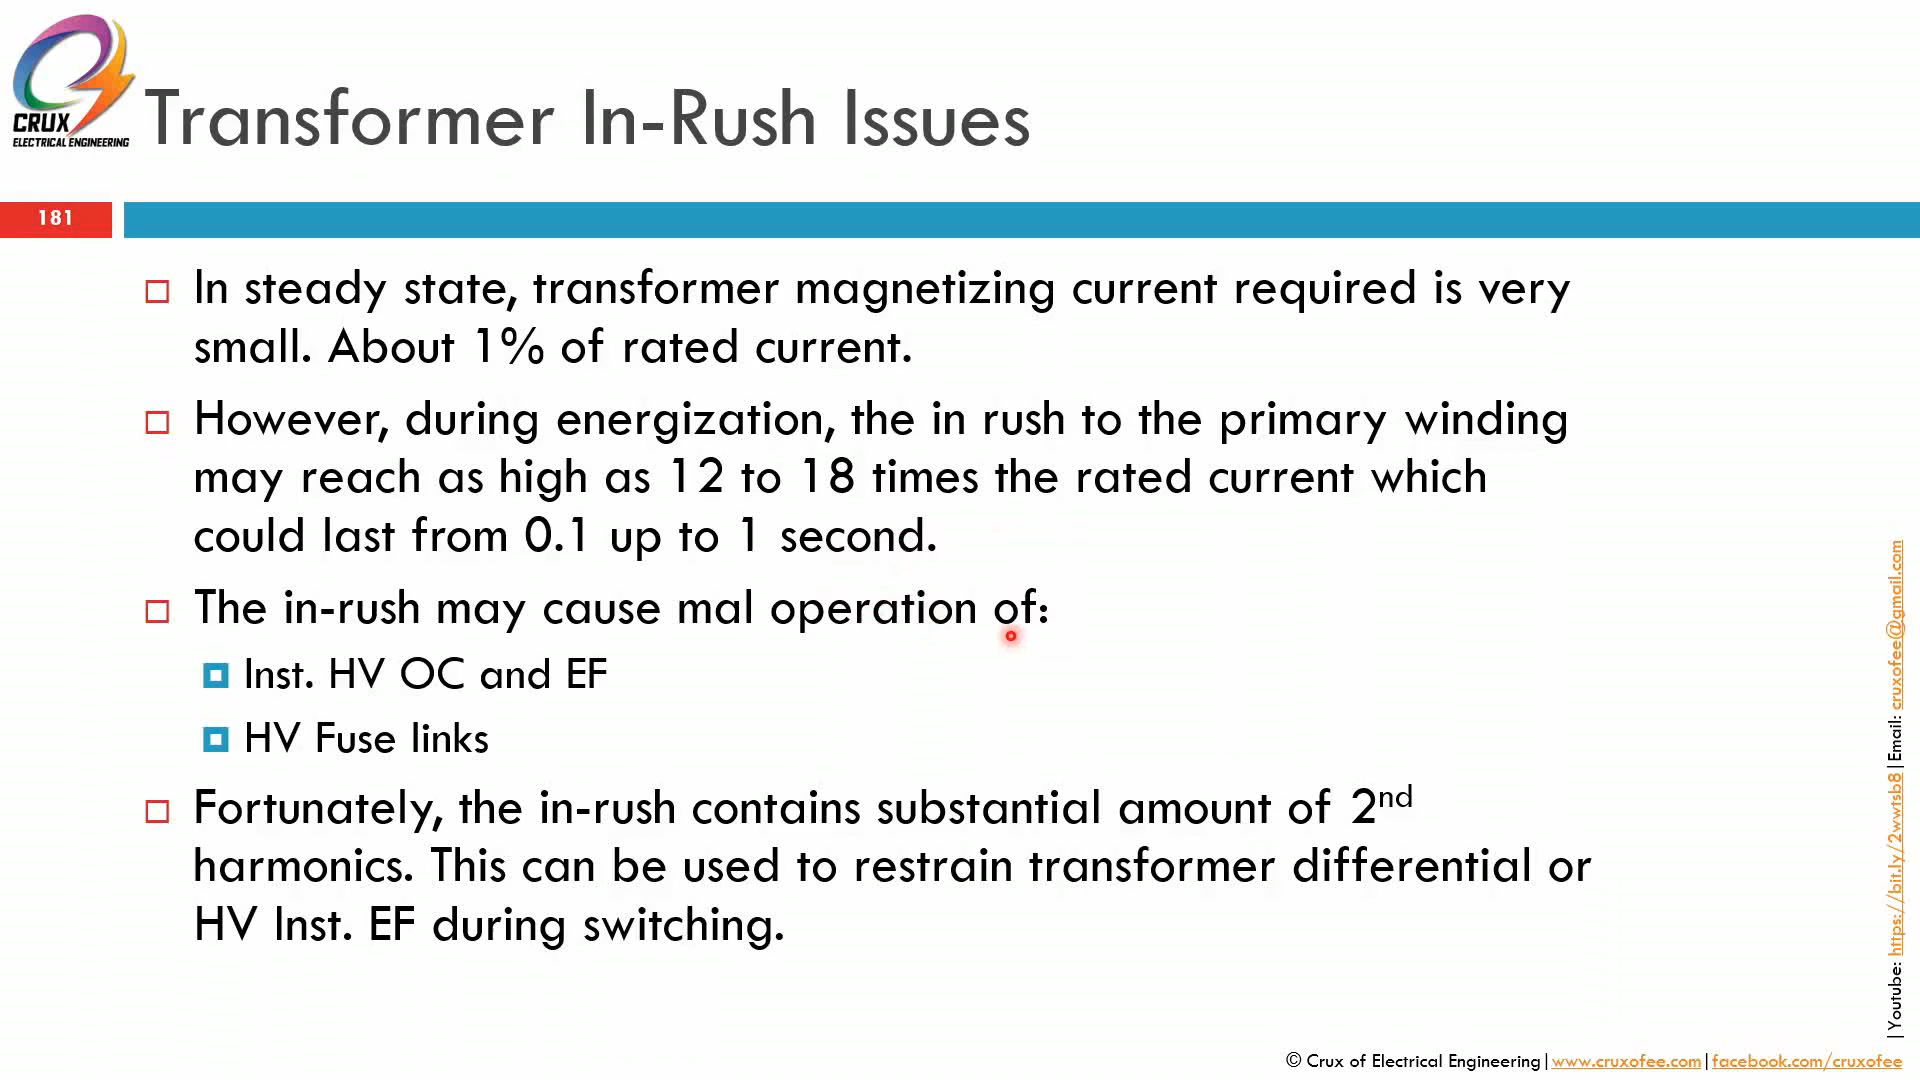 CRUX
ELECTRICAL ENGINEERING
Transformer In-Rush Issues
181
In steady state, transformer magnetizing current required is very
small. About 1% of rated current.
However, during energization, the in rush to the primary winding
may reach as high as 12 to 18 times the rated current which
could last from 0.1 up to 1 second.
The in-rush may cause mal operation of:
Inst. HV OC and EF
HV Fuse links
Fortunately, the in-rush contains substantial amount of 2nd
harmonics. This can be used to restrain transformer differential or
HV Inst. EF during switching.
|Youtube: https://bit.ly/2wwtsb8|Email: cruxofee@gmail.com
© Crux of Electrical Engineering|www.cruxofee.com|facebook.com/cruxofee